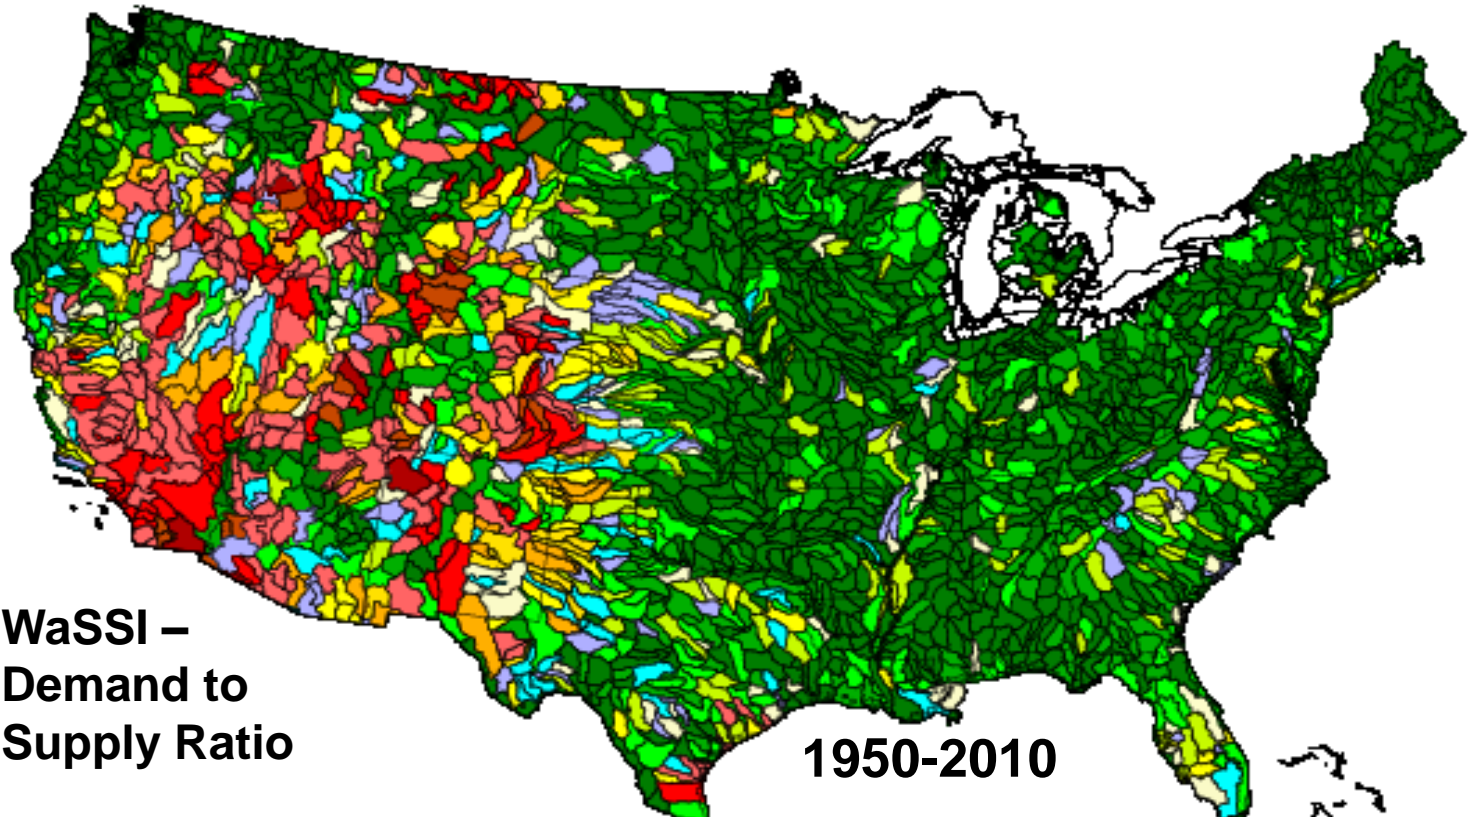 WaSSI –
Demand to
Supply Ratio
1950-2010